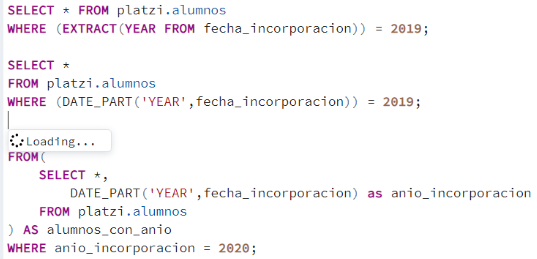 SELECT * FROM platzi.alumnos
WHERE (EXTRACT(YEAR FROM fecha_incorporacion)) = 2019;
SELECT *
FROM platzi.alumnos
WHERE (DATE_PART('YEAR',fecha_incorporacion)) = 2019;
Loading...
FROM(
SELECT *,
DATE_PART('YEAR',fecha_incorporacion) as anio_incorporacion
FROM platzi.alumnos
) AS alumnos_con_anio
WHERE anio_incorporacion = 2020;